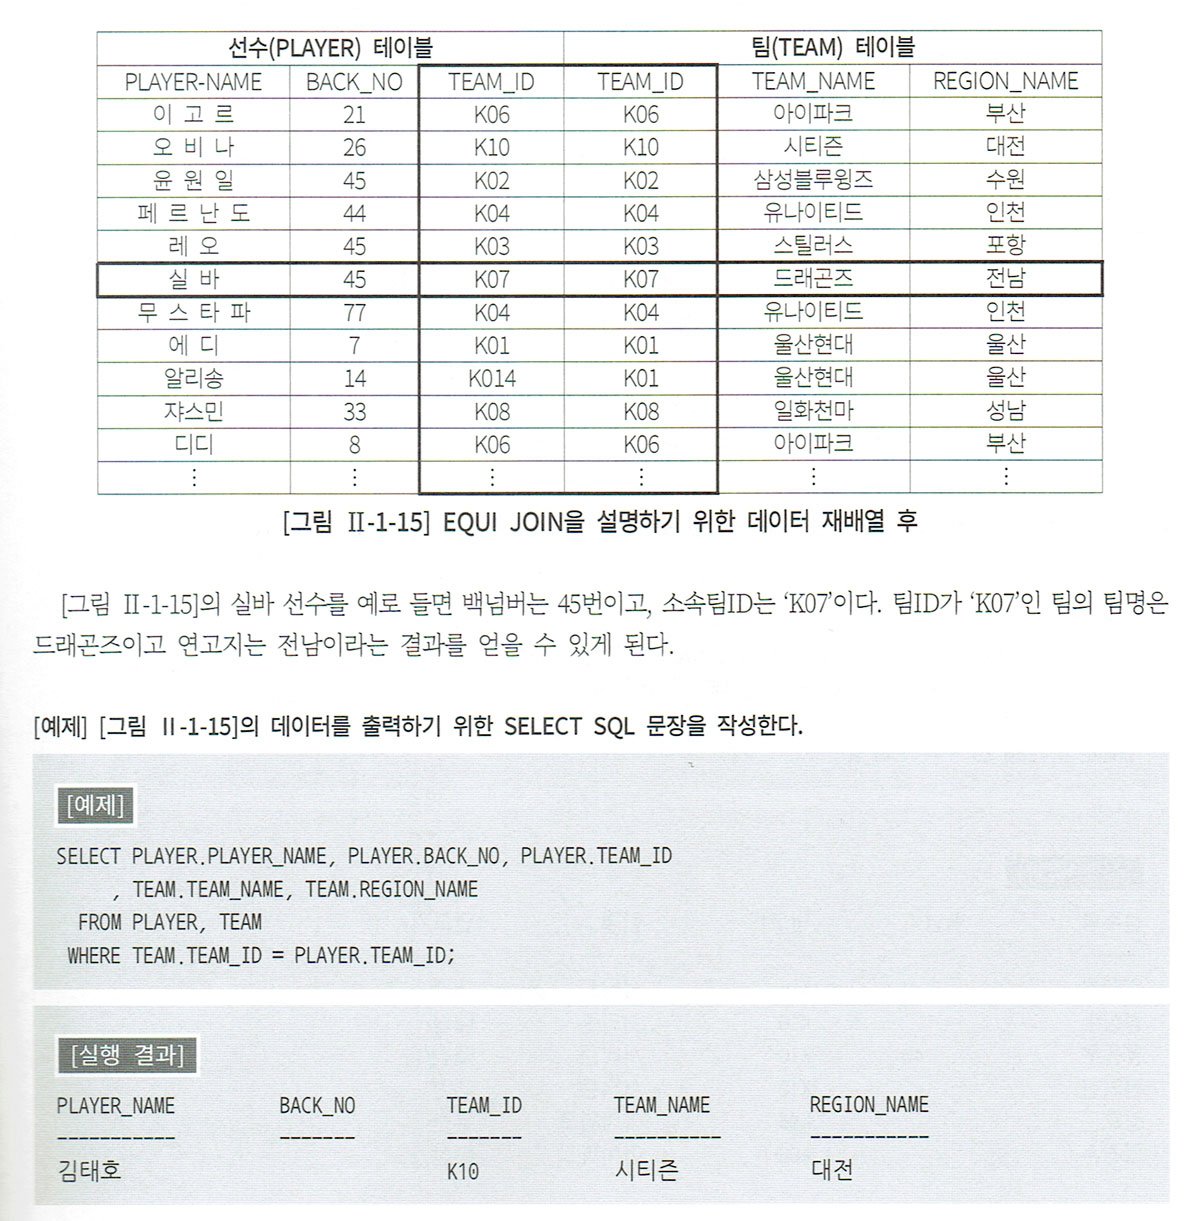 선수(PLAYER) 테이블 팀(TEAM) 테이블
PLAYER-NAME BACK_NO TEAM_ID TEAM_ID TEAM_NAME REGION_NAME
이 고 르 21 K06 K06 아이파크 부산
오 비 나 26 K10 K10 시티즌 대전
윤 원 일 45 K02 K02 삼성블루윙즈 수원
페 르 난 도 44 K04 K04 유나이티드 인천
레 오 45 K03 K03 스틸러스 포항
실 바 45 K07 K07 드래곤즈 전남
무 스 타 파 77 K04 K04 유나이티드 인천
에 디 7 K01 K01 울산현대 울산
알리송 14 K014 K01 울산현대 울산
쟈스민 33 K08 K08 일화천마 성남
디디 8 K06 K06 아이파크 부산
⋮ ⋮ ⋮ ⋮ ⋮ ⋮
[그림 Ⅱ-1-15] EQUI JOIN을 설명하기 위한 데이터 재배열 후
[그림 Ⅱ-1-15]의 실바 선수를 예로 들면 백넘버는 45번이고, 소속팀ID는 ‘K07’이다. 팀ID가 ‘K07’인 팀의 팀명은
드래곤즈이고 연고지는 전남이라는 결과를 얻을 수 있게 된다.
[예제] [그림 Ⅱ-1-15]의 데이터를 출력하기 위한 SELECT SQL 문장을 작성한다.
[예제]
SELECT PLAYER.PLAYER_NAME, PLAYER.BACK_NO, PLAYER.TEAM_ID
, TEAM.TEAM_NAME, TEAM.REGION_NAME
FROM PLAYER, TEAM
WHERE TEAM.TEAM_ID = PLAYER.TEAM_ID;
[실행 결과]
PLAYER_NAME BACK_NO TEAM_ID TEAM_NAME REGION_NAME
----------- ------- ------- ---------- -----------
김태호 K10 시티즌 대전